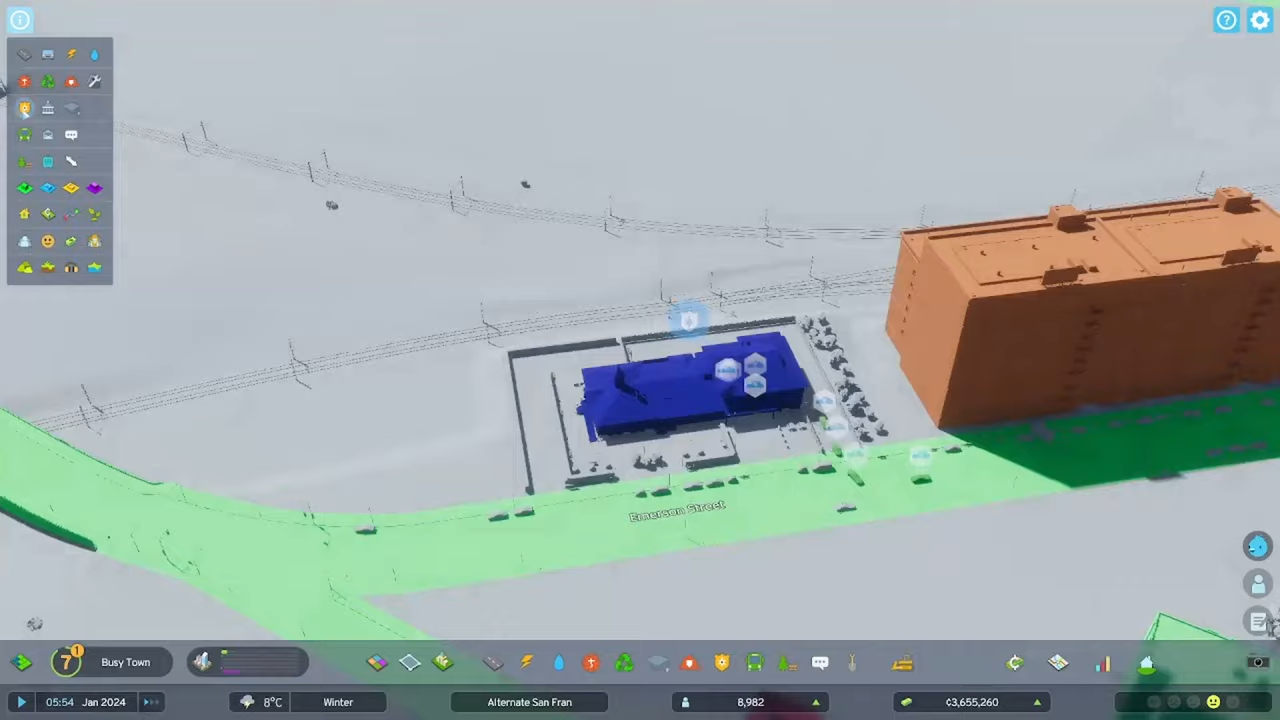 Emerson Street
7
1
Busy Town
05:54 Jan 2024
8°C
Winter
Alternate San Fran
8,982
¢3,655,260